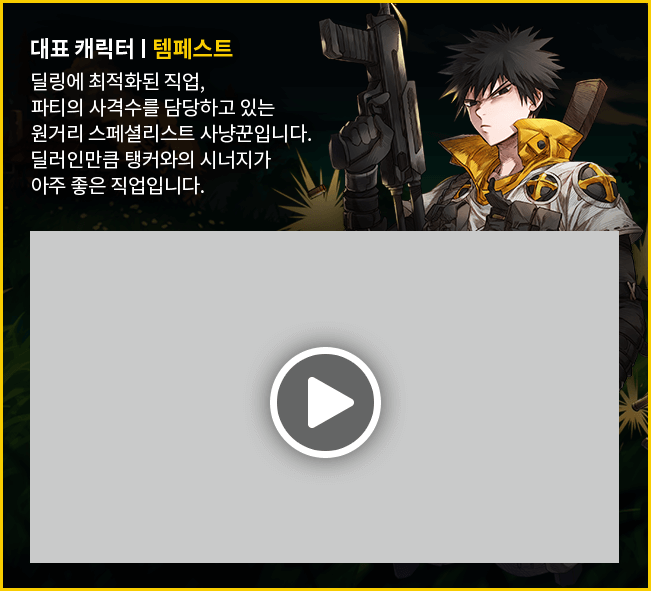 대표 캐릭터 | 템페스트
딜링에 최적화된 직업,
파티의 사격수를 담당하고 있는
원거리 스페셜리스트 사냥꾼입니다.
딜러인만큼 탱커와의 시너지가
아주 좋은 직업입니다.